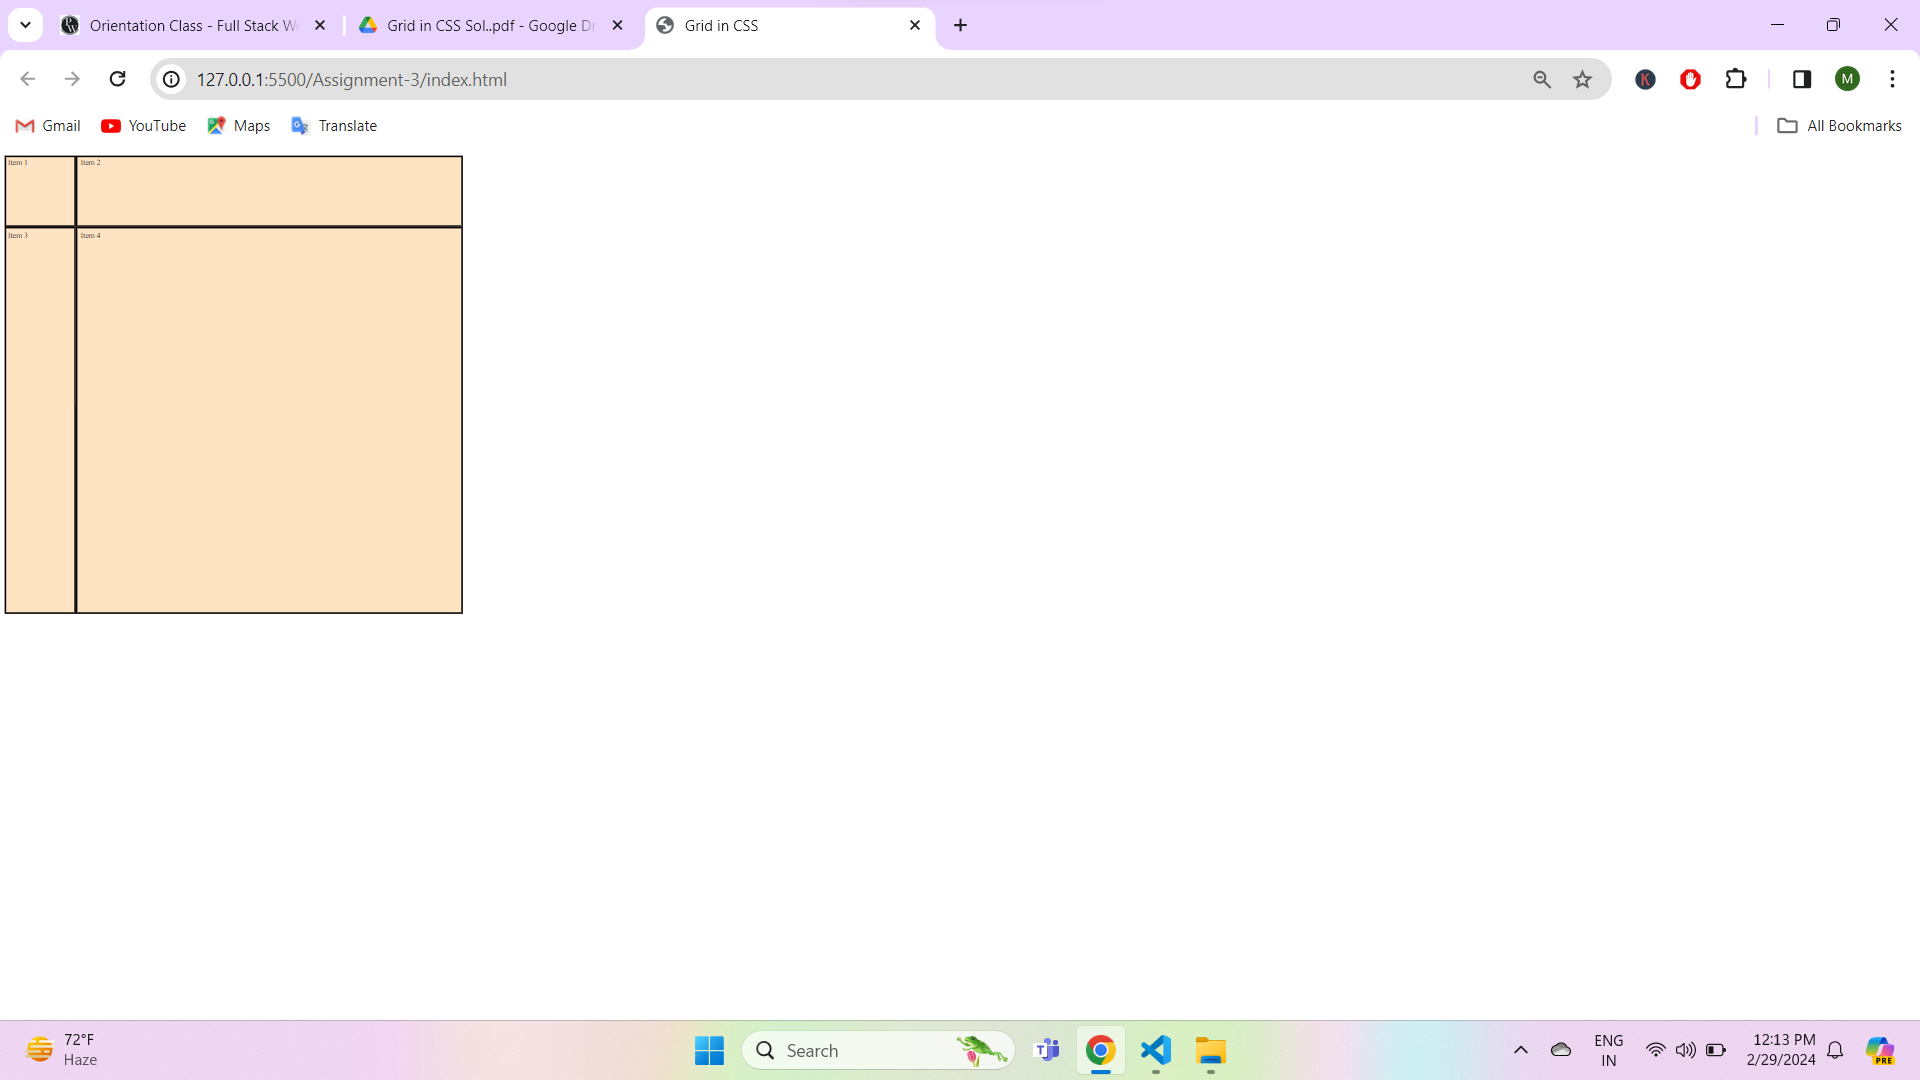 Orientation Class - Full Stack W
Grid in CSS Sol..pdf - Google Dr
Grid in CSS
127.0.0.1:5500/Assignment-3/index.html
K
M
Gmail
YouTube
Maps
Translate
All Bookmarks
Item 1
Item 2
Item 3
Item 4
72°F
Haze
Search
ENG
IN
12:13 PM
2/29/2024
PRE